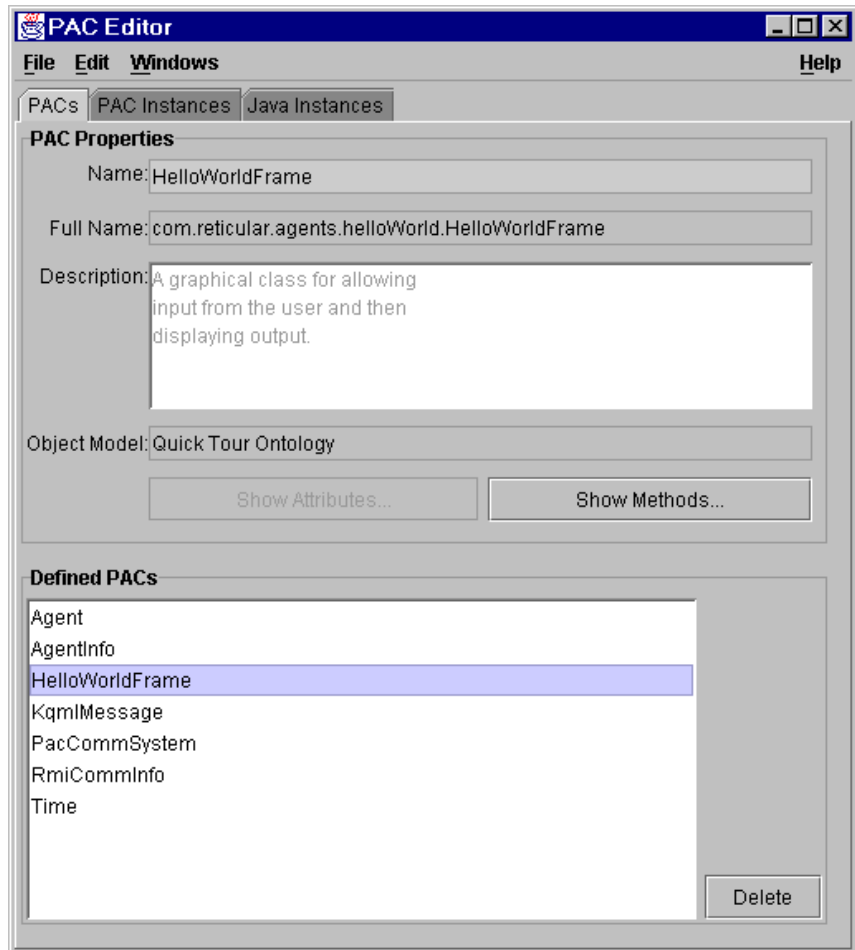 PAC Editor
File Edit Windows Help
PACs PAC Instances Java Instances
PAC Properties
Name: HelloWorldFrame
Full Name: com.reticular.agents.helloWorld.HelloWorldFrame
Description: A graphical class for allowing
input from the user and then
displaying output.
Object Model: Quick Tour Ontology
Show Attributes... Show Methods...
Defined PACs
Agent
AgentInfo
HelloWorldFrame
KqmlMessage
PacCommSystem
RmiCommInfo
Time
Delete